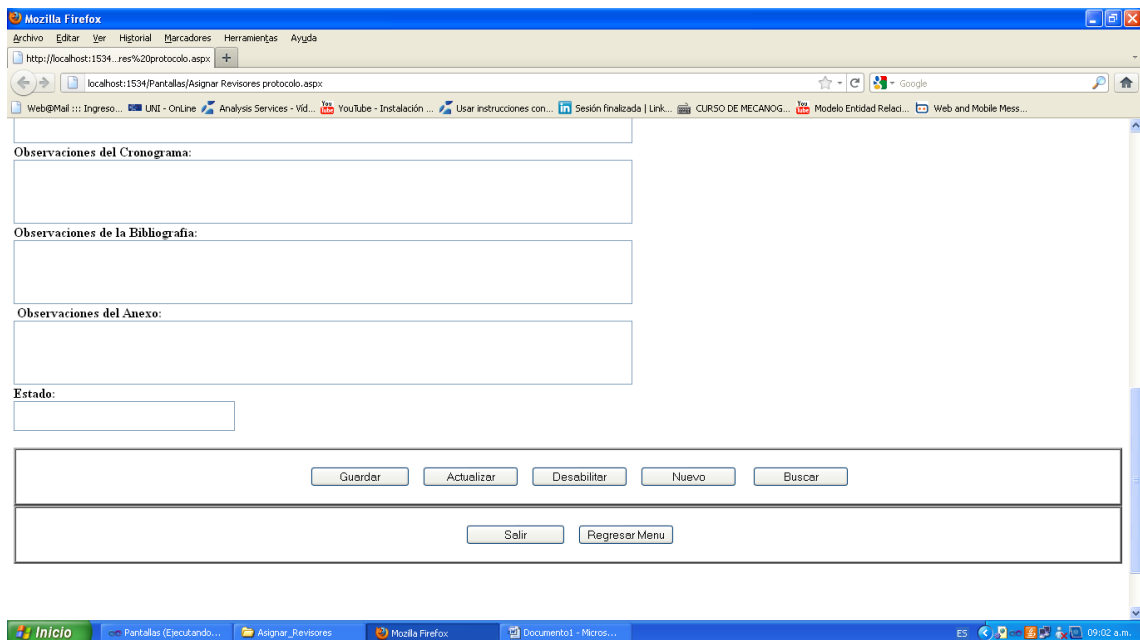 Mozilla Firefox
Archivo Editar Ver Historial Marcadores Herramientas Ayuda
http://localhost:1534...res%20protocolo.aspx +
localhost:1534/Pantallas/Asignar Revisores protocolo.aspx Google
Web@Mail ::: Ingreso... UNI - OnLine Analysis Services - Víd... YouTube - Instalación ... Usar instrucciones con... Sesión finalizada | Link... CURSO DE MECANOG... Modelo Entidad Relaci... Web and Mobile Mess...
Observaciones del Cronograma:
Observaciones de la Bibliografia:
Observaciones del Anexo:
Estado:
Guardar Actualizar Desabilitar Nuevo Buscar
Salir Regresar Menu
Inicio Pantallas (Ejecutando... Asignar_Revisores Mozilla Firefox Documento1 - Micros... ES 09:02 a.m.